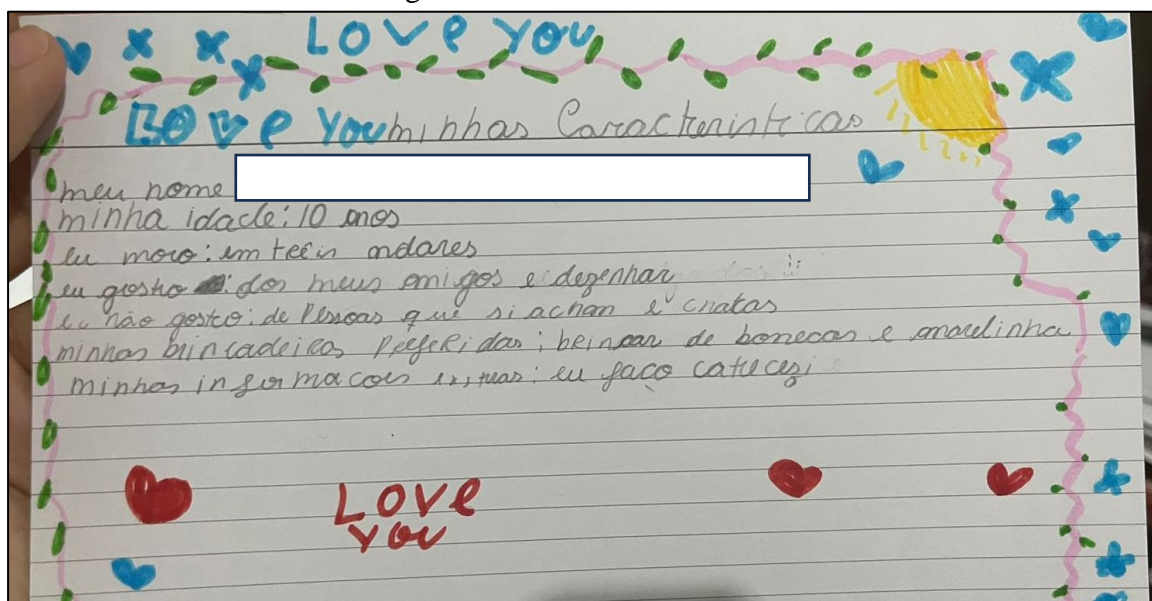 Love you
Love you minhas Caracteristicas
meu nome
minha idade: 10 anos
eu moro: em treis andares
eu gosto: dos meus amigos e dezenhar
eu não gosto: de Pessoas que si achan e chatas
minhas brincadeiras Preferidas: brincar de bonecas e amarelinha
minhas informacois extras: eu faço catecezi
Love
you